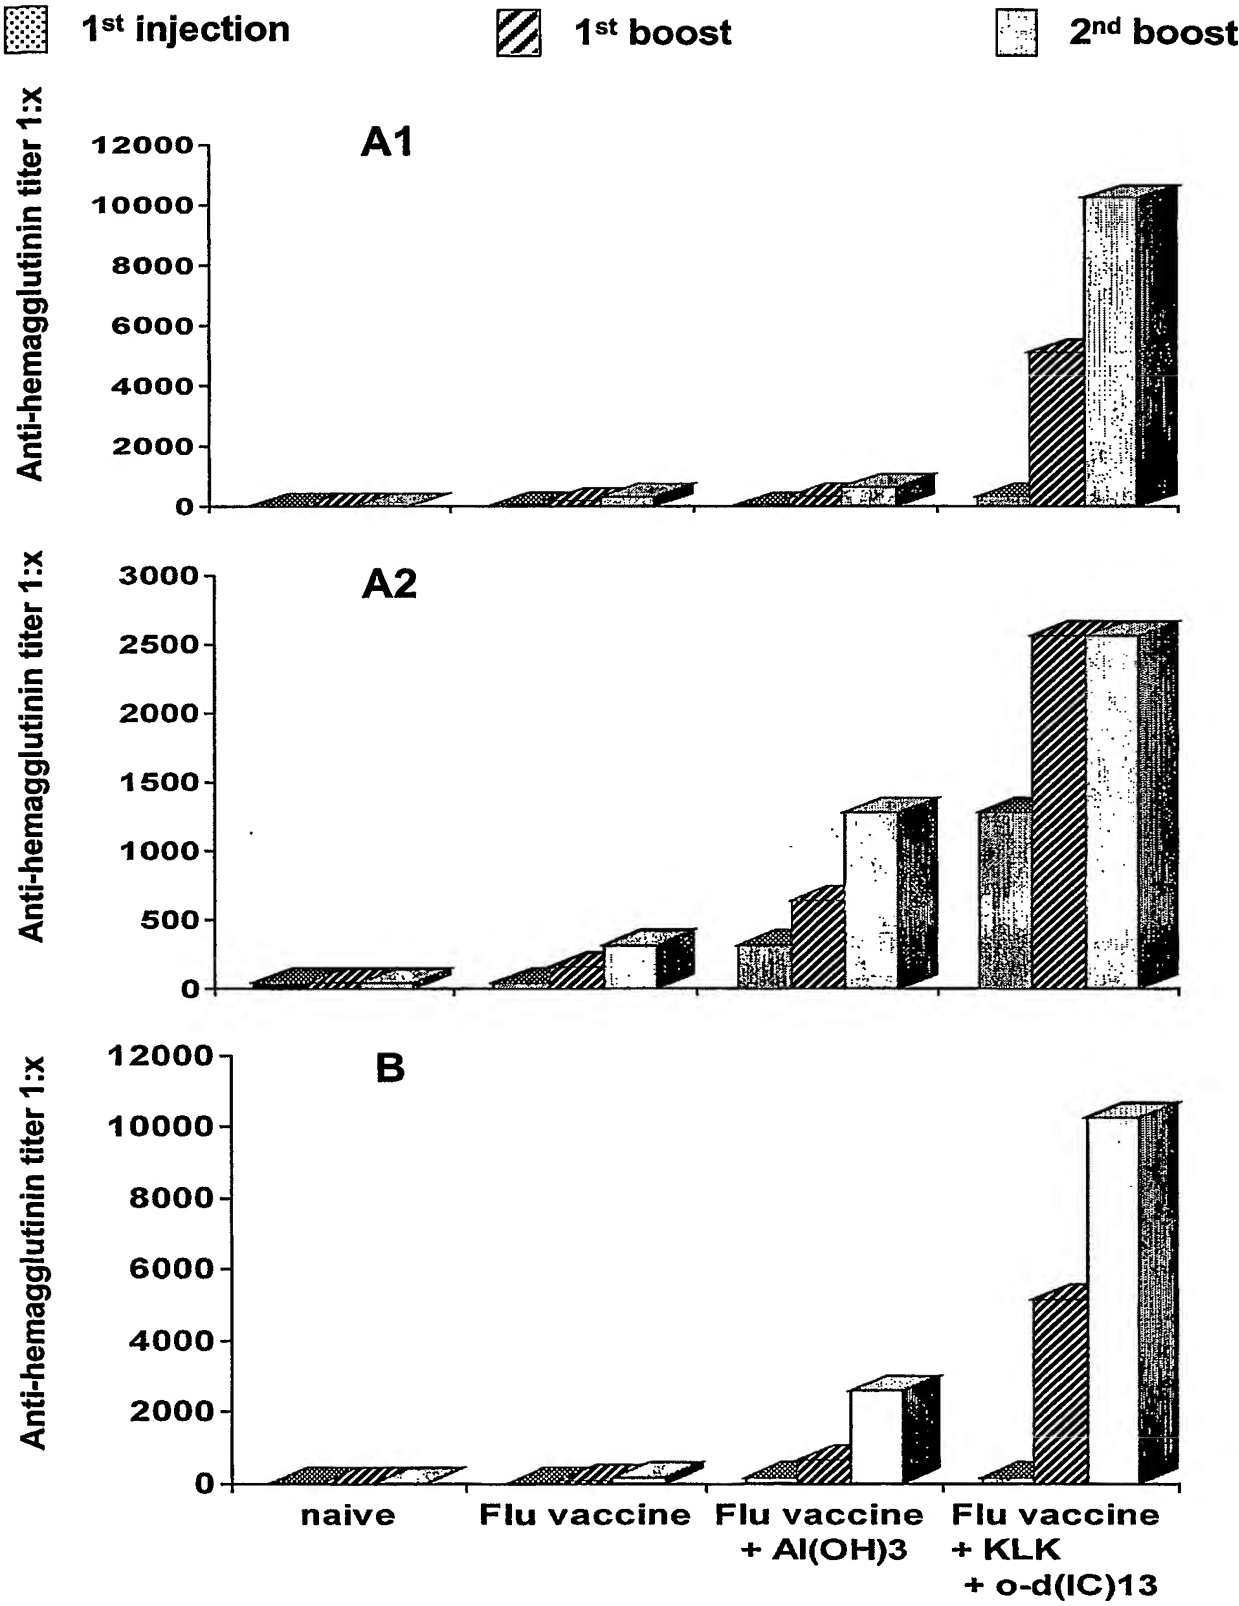 1st injection
1st boost
2nd boost
Anti-hemagglutinin titer 1:x
A1
12000
10000
8000
6000
4000
2000
0
Anti-hemagglutinin titer 1:x
A2
3000
2500
2000
1500
1000
500
0
Anti-hemagglutinin titer 1:x
B
12000
10000
8000
6000
4000
2000
0
naive
Flu vaccine
Flu vaccine
+ Al(OH)3
Flu vaccine
+ KLK
+ o-d(IC)13